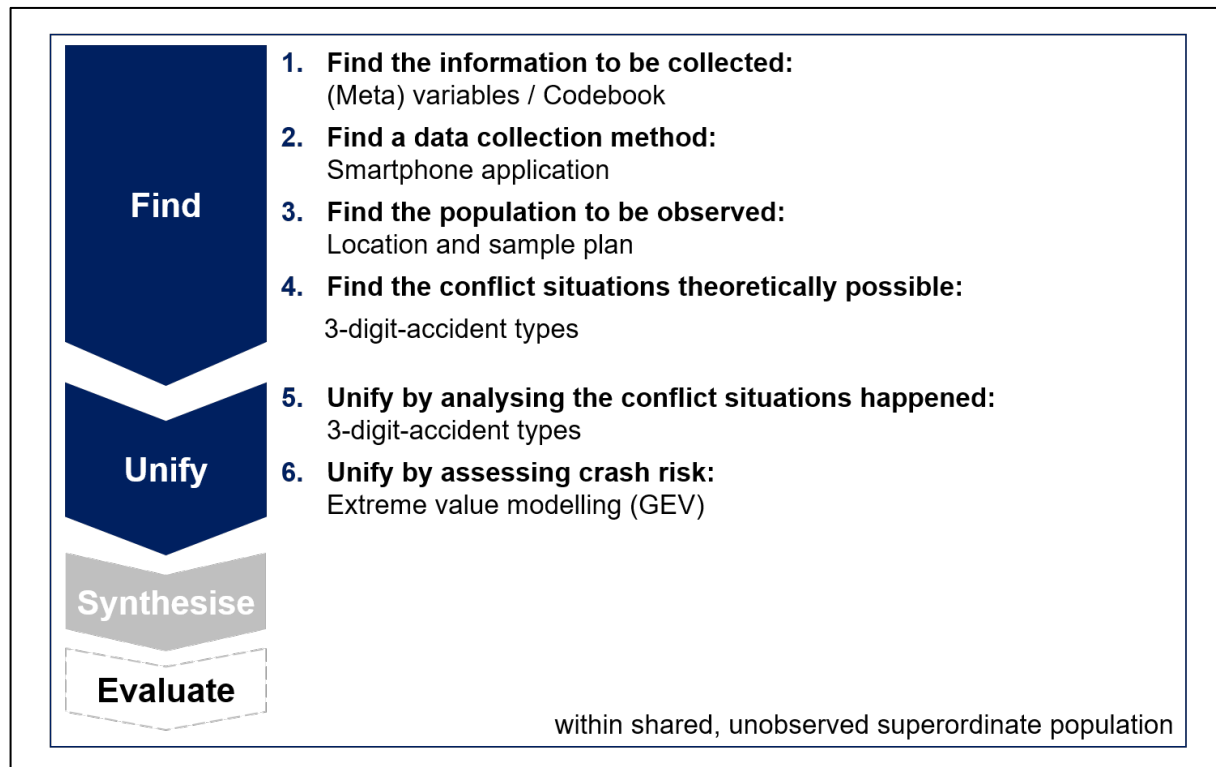 Find
1. Find the information to be collected:
(Meta) variables / Codebook
2. Find a data collection method:
Smartphone application
3. Find the population to be observed:
Location and sample plan
4. Find the conflict situations theoretically possible:
3-digit-accident types
Unify
5. Unify by analysing the conflict situations happened:
3-digit-accident types
6. Unify by assessing crash risk:
Extreme value modelling (GEV)
Synthesise
Evaluate
within shared, unobserved superordinate population